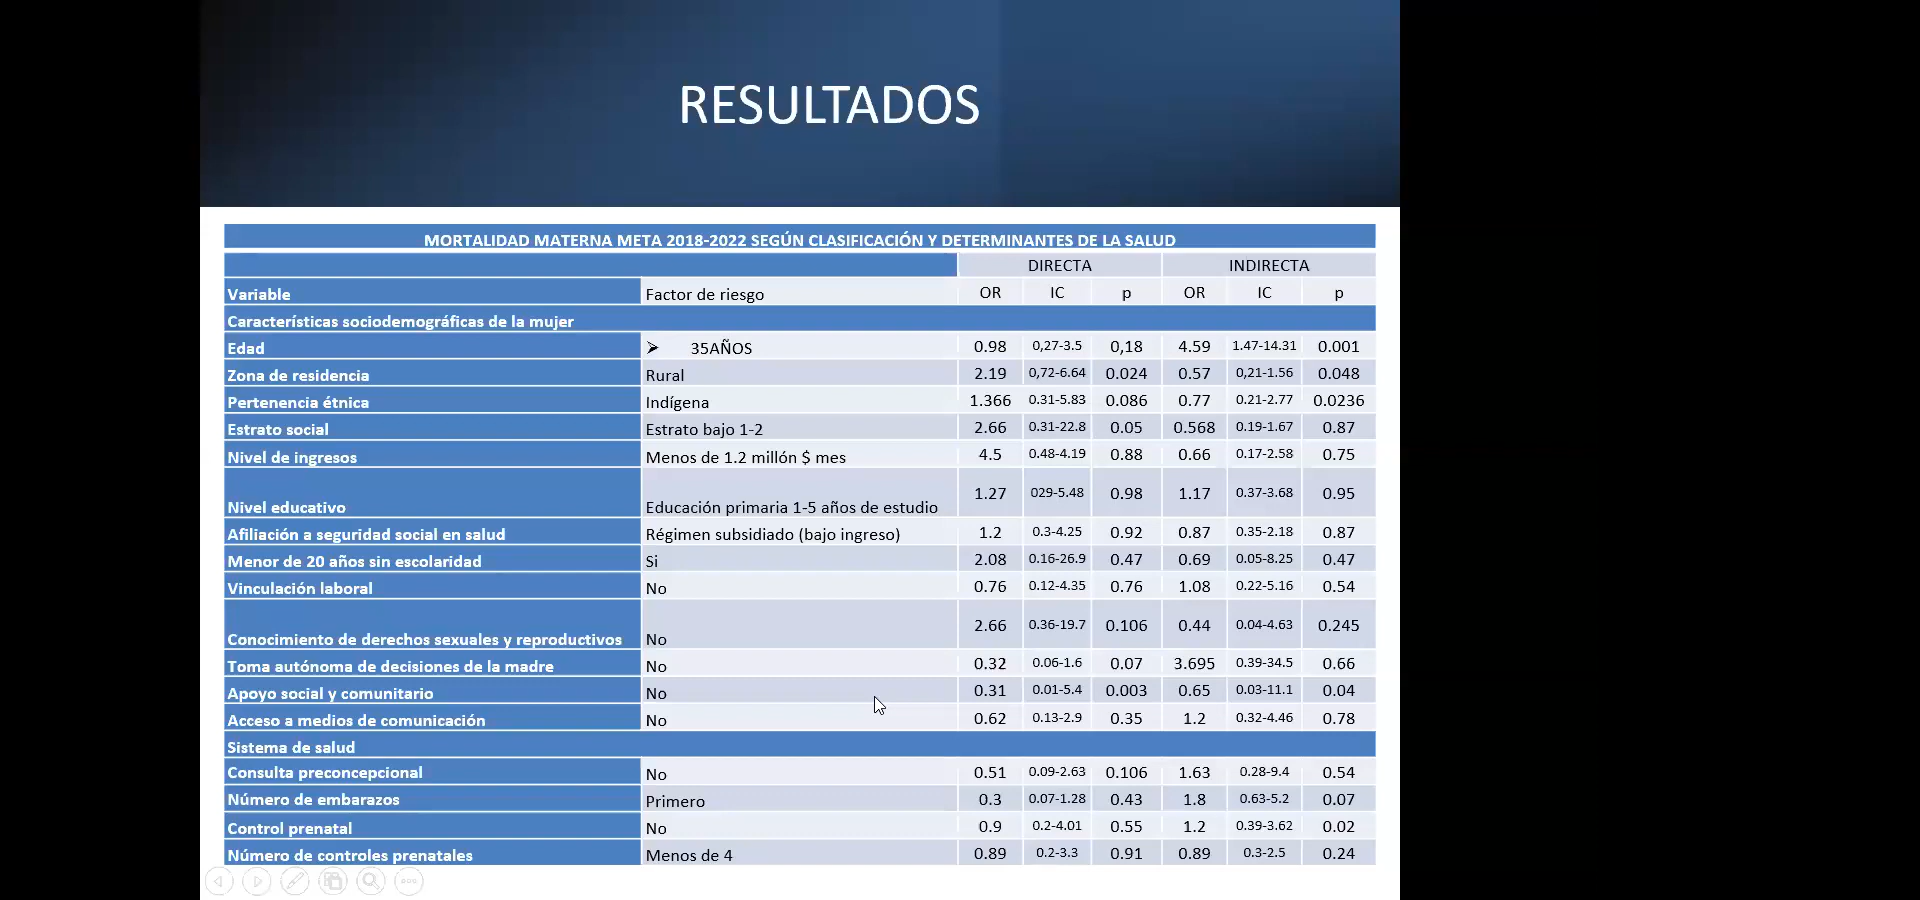 RESULTADOS
MORTALIDAD MATERNA META 2018-2022 SEGÚN CLASIFICACIÓN Y DETERMINANTES DE LA SALUD
DIRECTA INDIRECTA
Variable Factor de riesgo OR IC p OR IC p
Características sociodemográficas de la mujer
Edad ➢ 35AÑOS 0.98 0,27-3.5 0,18 4.59 1.47-14.31 0.001
Zona de residencia Rural 2.19 0,72-6.64 0.024 0.57 0,21-1.56 0.048
Pertenencia étnica Indígena 1.366 0.31-5.83 0.086 0.77 0.21-2.77 0.0236
Estrato social Estrato bajo 1-2 2.66 0.31-22.8 0.05 0.568 0.19-1.67 0.87
Nivel de ingresos Menos de 1.2 millón $ mes 4.5 0.48-4.19 0.88 0.66 0.17-2.58 0.75
Nivel educativo Educación primaria 1-5 años de estudio 1.27 029-5.48 0.98 1.17 0.37-3.68 0.95
Afiliación a seguridad social en salud Régimen subsidiado (bajo ingreso) 1.2 0.3-4.25 0.92 0.87 0.35-2.18 0.87
Menor de 20 años sin escolaridad Si 2.08 0.16-26.9 0.47 0.69 0.05-8.25 0.47
Vinculación laboral No 0.76 0.12-4.35 0.76 1.08 0.22-5.16 0.54
Conocimiento de derechos sexuales y reproductivos No 2.66 0.36-19.7 0.106 0.44 0.04-4.63 0.245
Toma autónoma de decisiones de la madre No 0.32 0.06-1.6 0.07 3.695 0.39-34.5 0.66
Apoyo social y comunitario No 0.31 0.01-5.4 0.003 0.65 0.03-11.1 0.04
Acceso a medios de comunicación No 0.62 0.13-2.9 0.35 1.2 0.32-4.46 0.78
Sistema de salud
Consulta preconcepcional No 0.51 0.09-2.63 0.106 1.63 0.28-9.4 0.54
Número de embarazos Primero 0.3 0.07-1.28 0.43 1.8 0.63-5.2 0.07
Control prenatal No 0.9 0.2-4.01 0.55 1.2 0.39-3.62 0.02
Número de controles prenatales Menos de 4 0.89 0.2-3.3 0.91 0.89 0.3-2.5 0.24